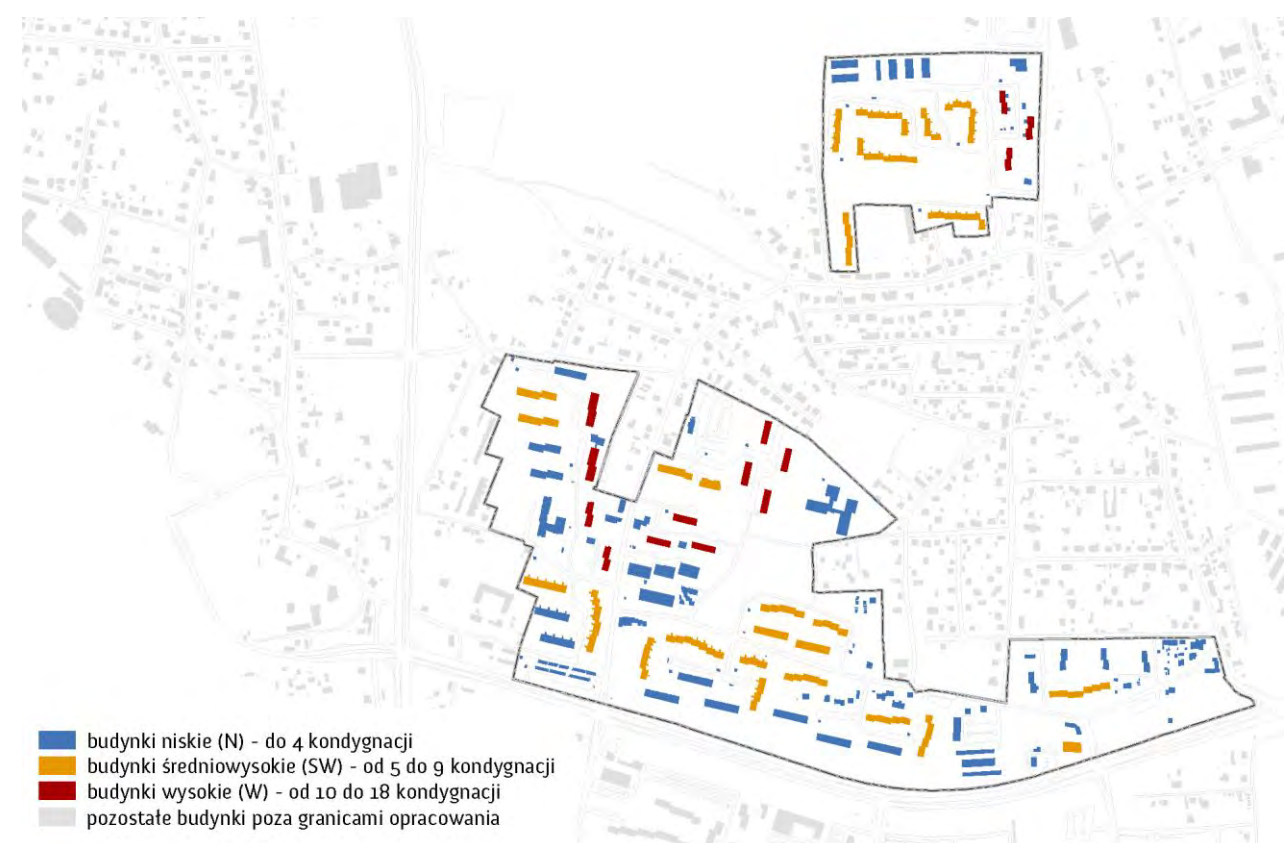 budynki niskie (N) - do 4 kondygnacji
budynki średniowysokie (SW) - od 5 do 9 kondygnacji
budynki wysokie (W) - od 10 do 18 kondygnacji
pozostałe budynki poza granicami opracowania